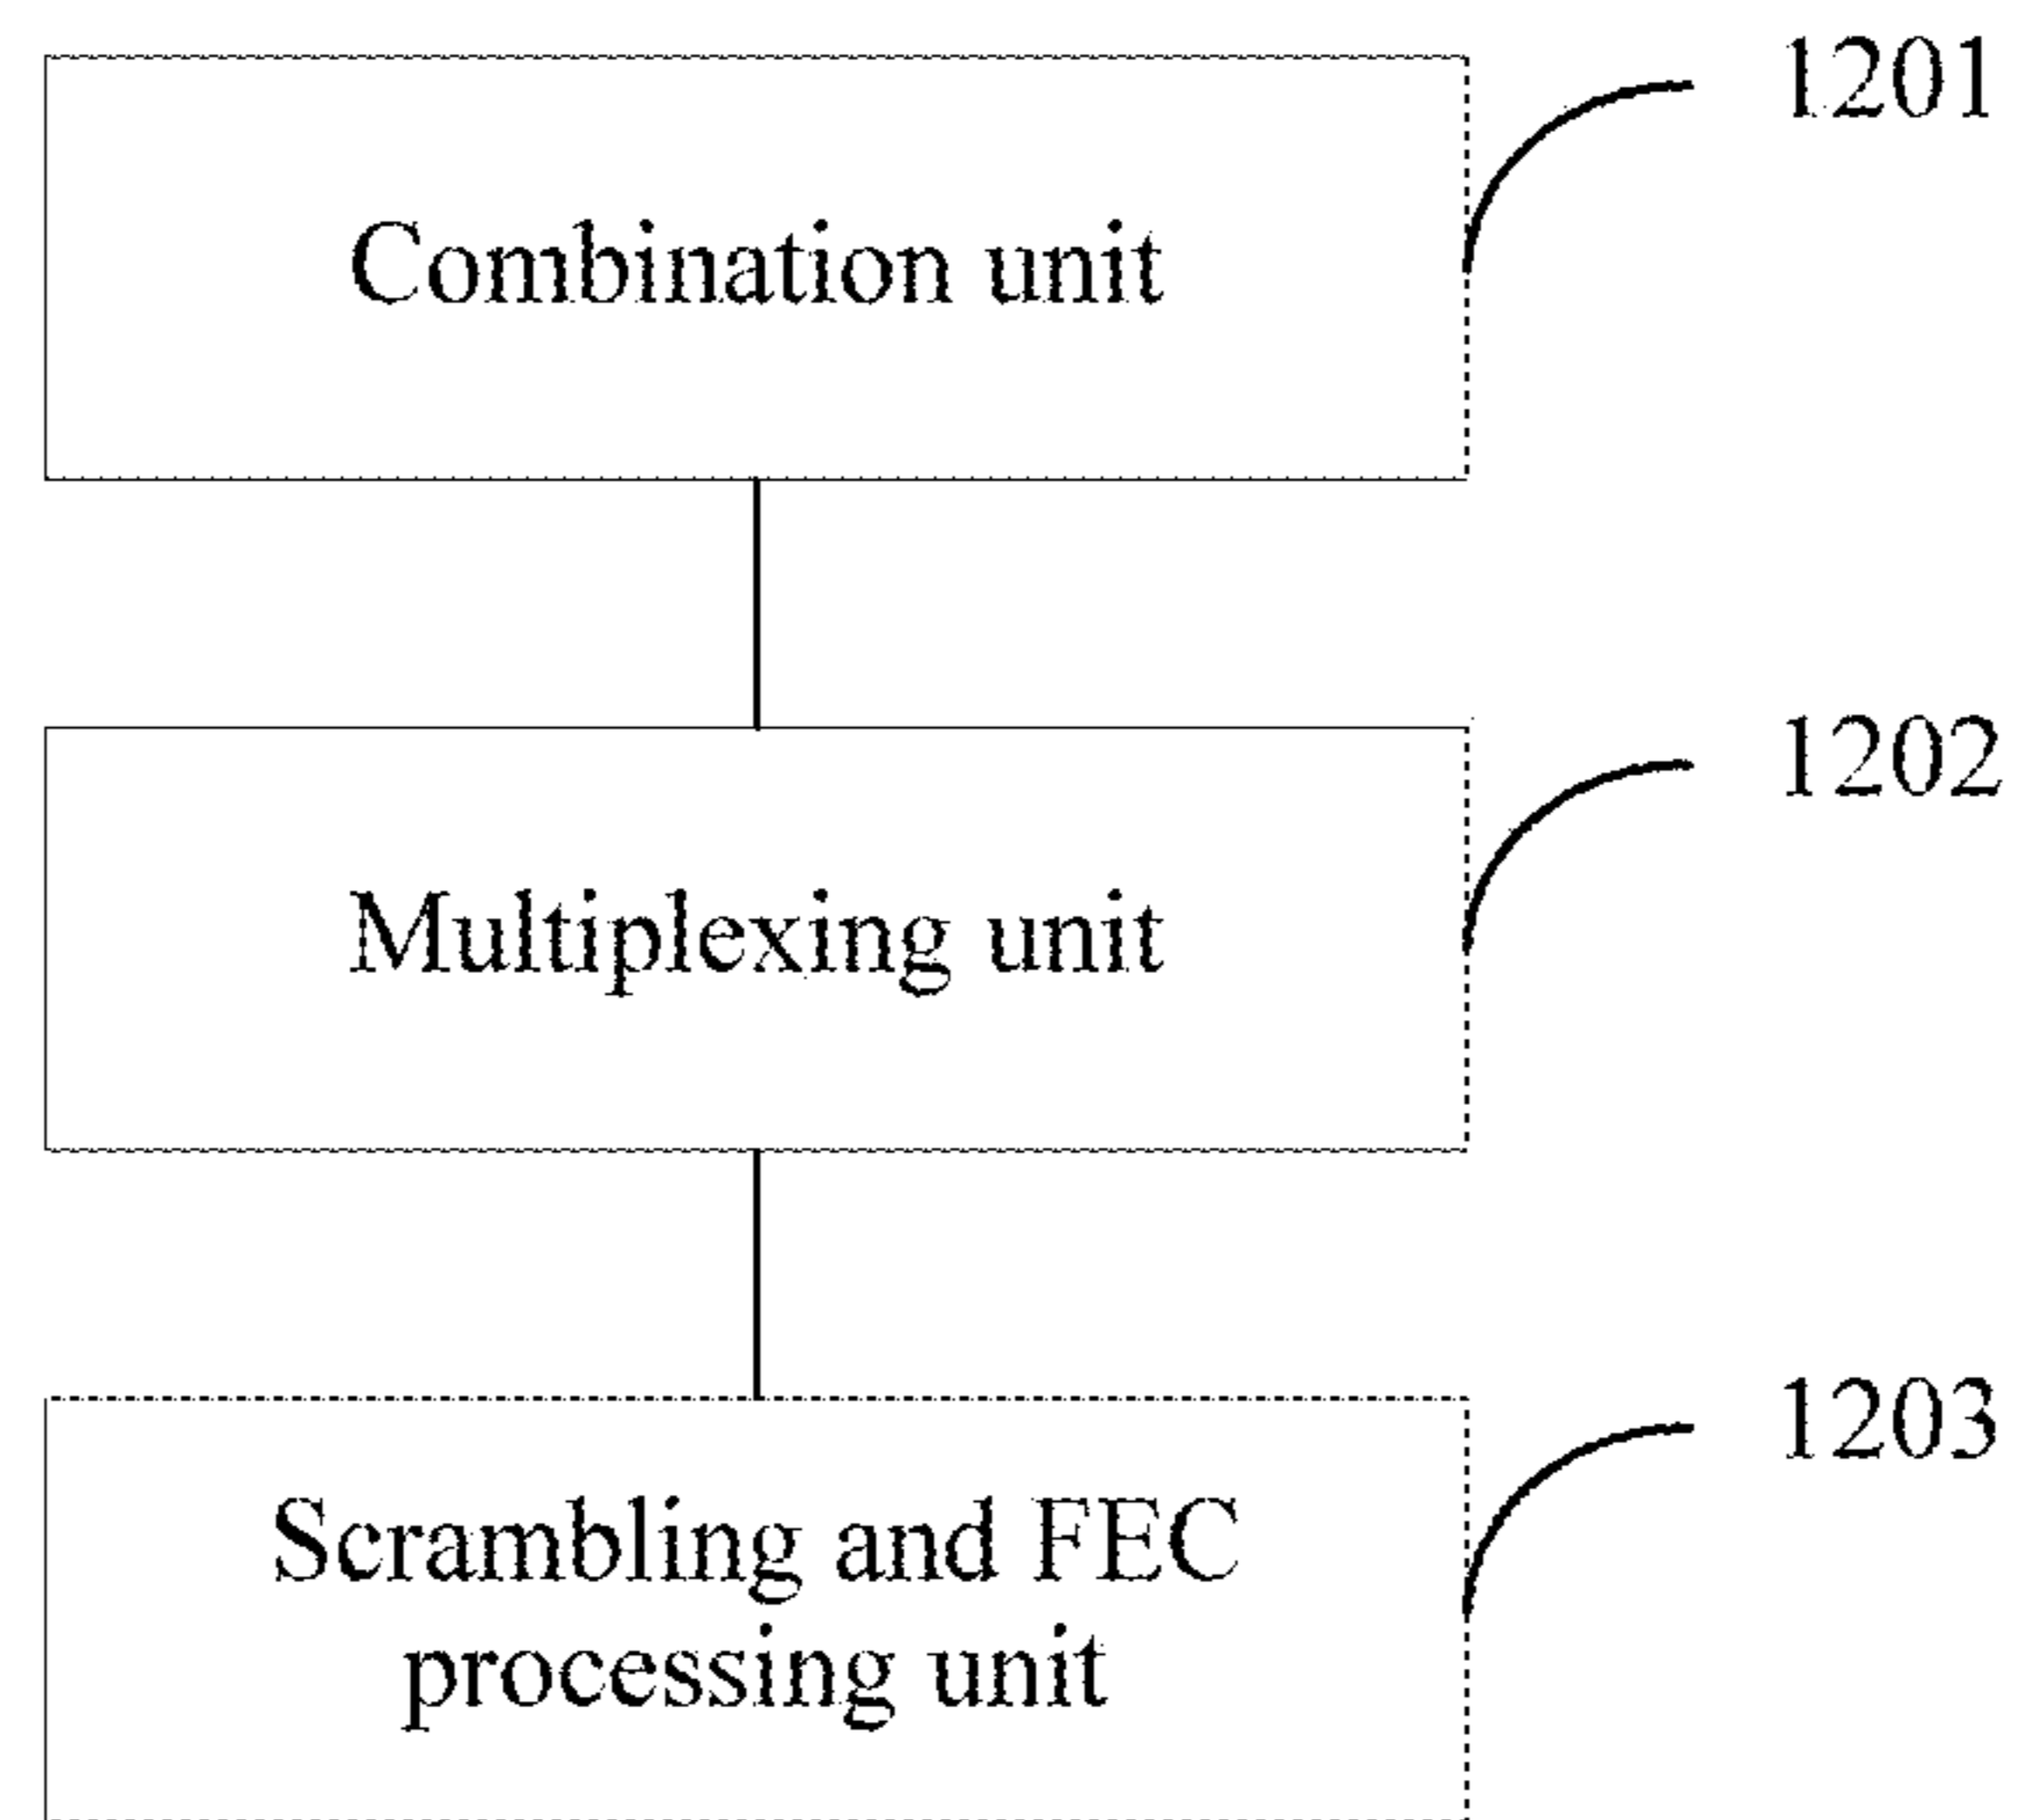 1201
Combination unit
1202
Multiplexing unit
1203
Scrambling and FEC
processing unit